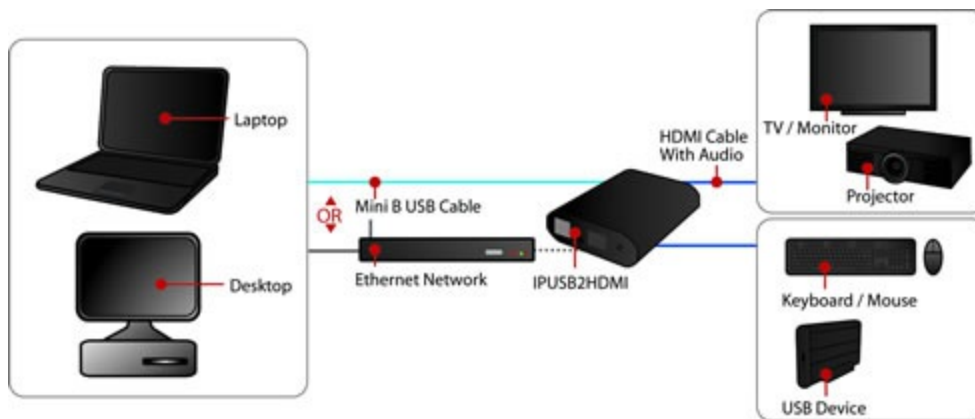 Laptop
Desktop
OR
Mini B USB Cable
Ethernet Network
HDMI Cable
With Audio
IPUSB2HDMI
TV / Monitor
Projector
Keyboard / Mouse
USB Device